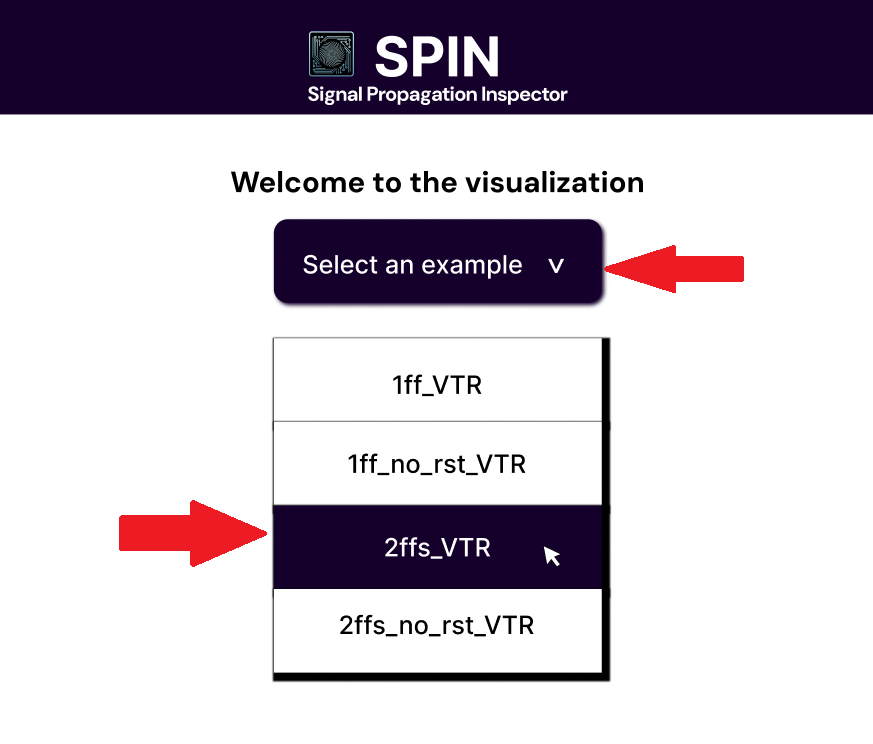 SPIN
Signal Propagation Inspector
Welcome to the visualization
Select an example
1ff_VTR
1ff_no_rst_VTR
2ffs_VTR
2ffs_no_rst_VTR